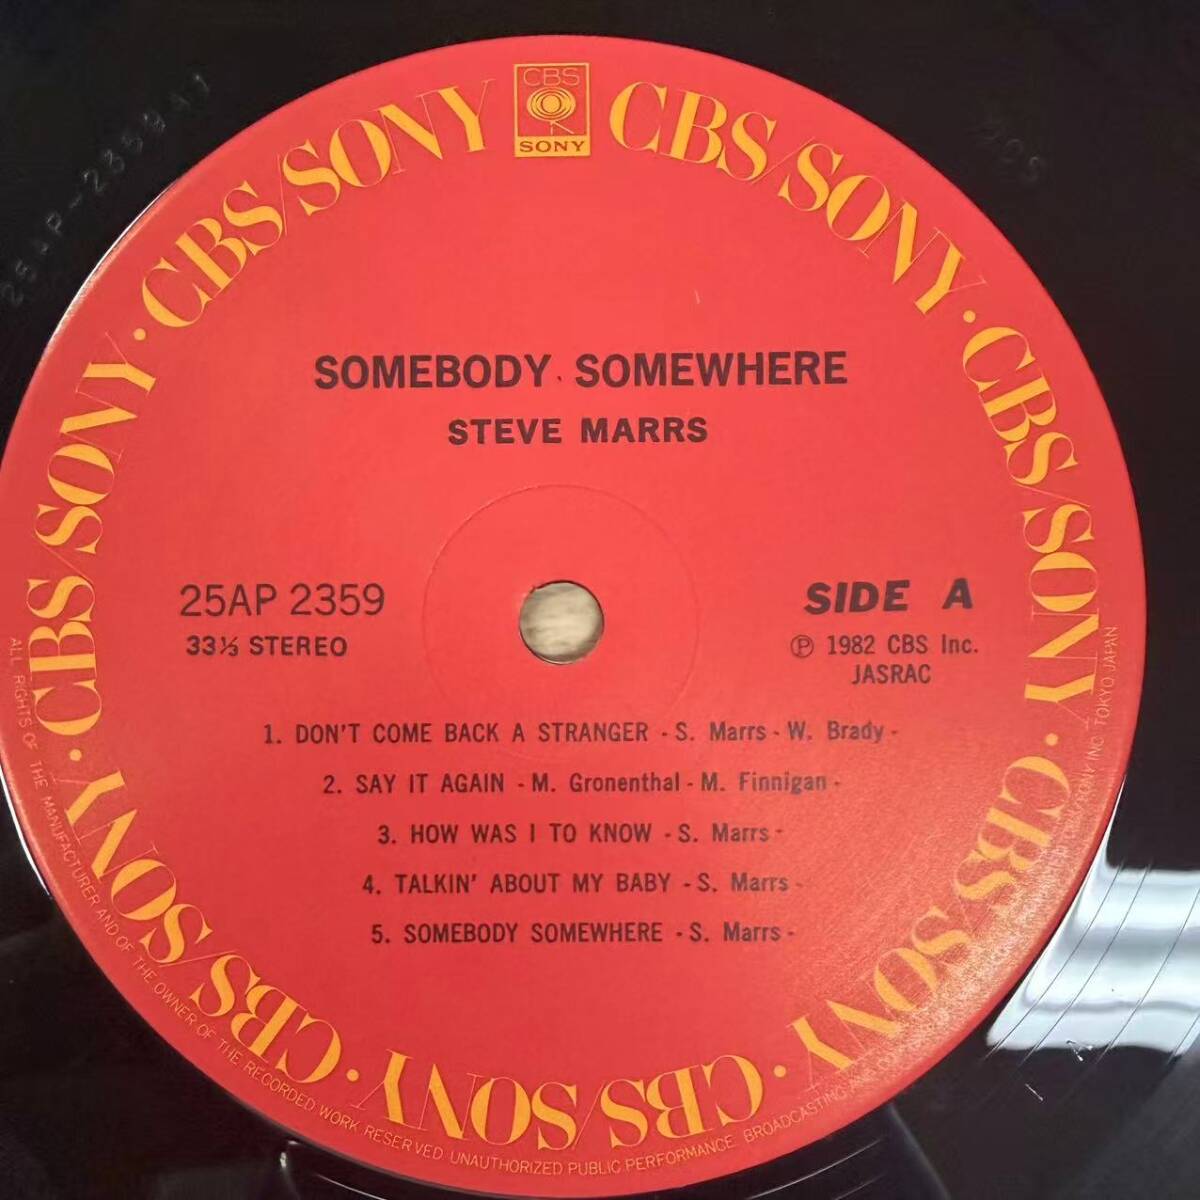 25AP-2359A1
CBS
SONY
CBS/SONY · CBS/SONY · CBS/SONY · CBS/SONY · CBS/SONY · CBS/SONY · CBS/SONY · CBS/SONY
SOMEBODY SOMEWHERE
STEVE MARRS
25AP 2359
33⅓ STEREO
SIDE A
Ⓟ 1982 CBS Inc.
JASRAC
1. DON'T COME BACK A STRANGER - S. Marrs - W. Brady -
2. SAY IT AGAIN - M. Gronenthal - M. Finnigan -
3. HOW WAS I TO KNOW - S. Marrs -
4. TALKIN' ABOUT MY BABY - S. Marrs -
5. SOMEBODY SOMEWHERE - S. Marrs -
ALL RIGHTS OF THE MANUFACTURER AND OF THE OWNER OF THE RECORDED WORK RESERVED UNAUTHORIZED PUBLIC PERFORMANCE BROADCASTING INC TOKYO JAPAN